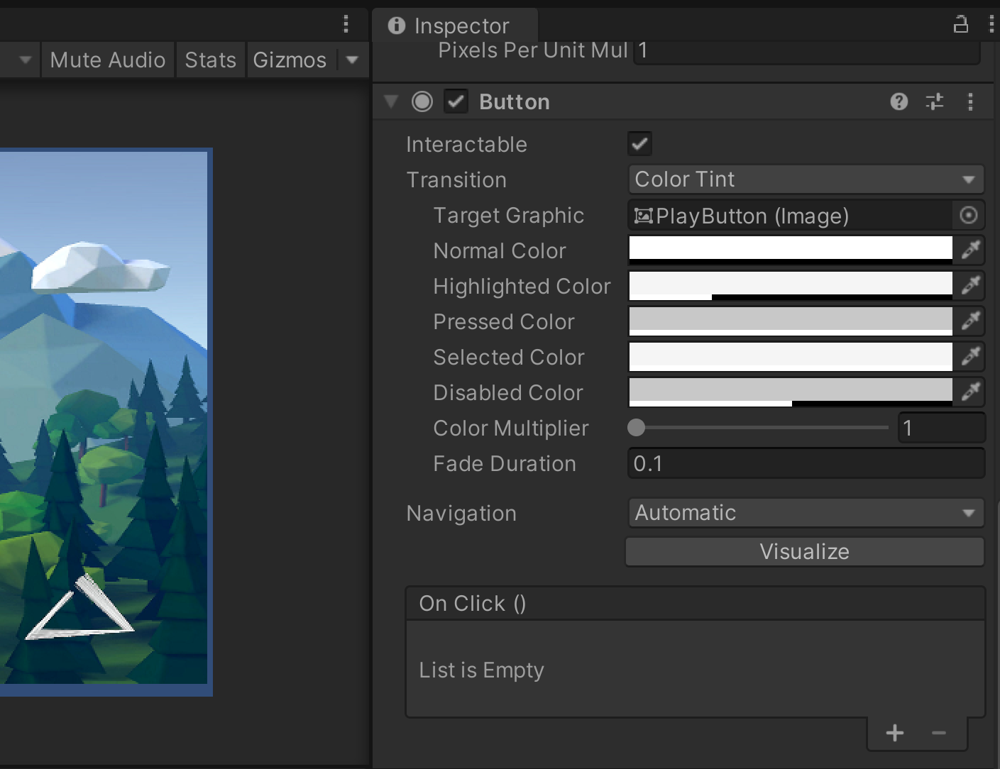 Inspector
Mute Audio
Stats
Gizmos
Pixels Per Unit Mul 1
Button
Interactable
Transition Color Tint
Target Graphic PlayButton (Image)
Normal Color
Highlighted Color
Pressed Color
Selected Color
Disabled Color
Color Multiplier 1
Fade Duration 0.1
Navigation Automatic
Visualize
On Click ()
List is Empty